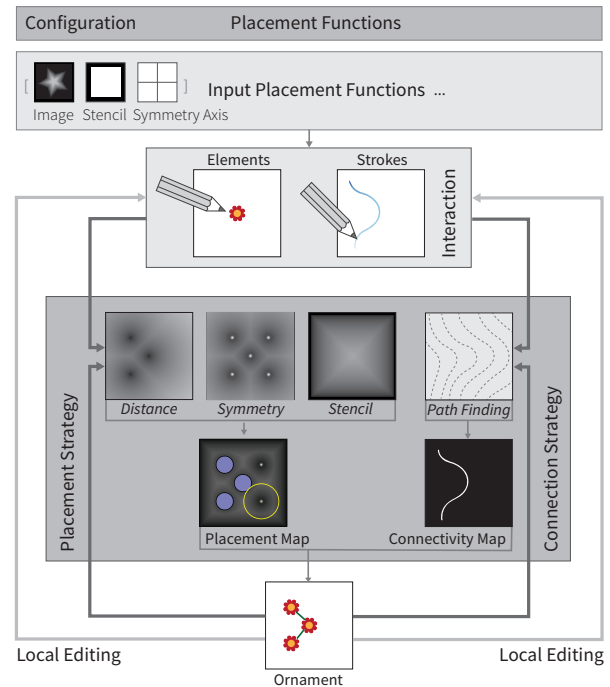 Configuration Placement Functions
[ ] Input Placement Functions ...
Image Stencil Symmetry Axis
Elements Strokes
Interaction
Distance Symmetry Stencil Path Finding
Placement Strategy
Connection Strategy
Placement Map Connectivity Map
Local Editing Local Editing
Ornament